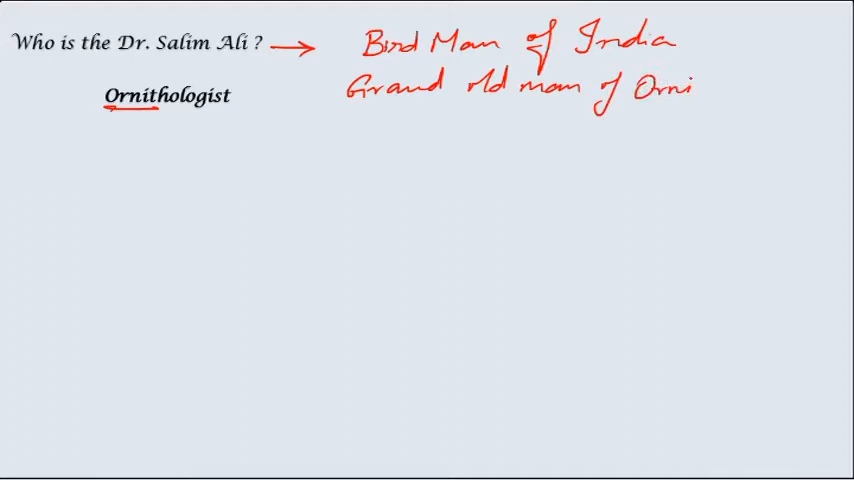 Who is the Dr. Salim Ali ? → Bird Man of India
Ornithologist Grand old man of Orni